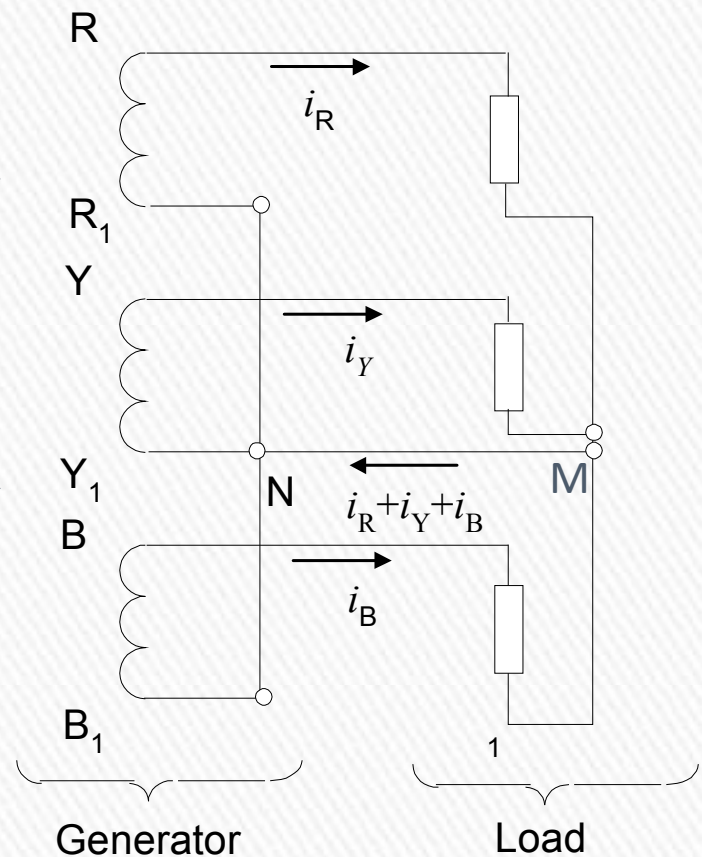 R
i_R
R_1
Y
i_Y
Y_1
N
M
i_R+i_Y+i_B
B
i_B
B_1
1
Generator
Load